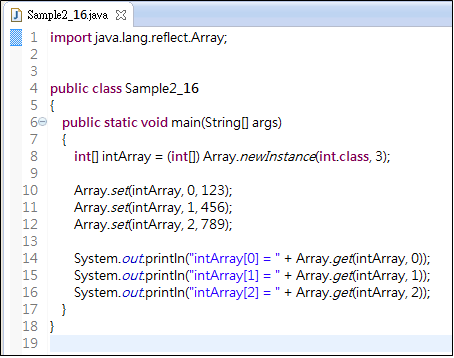 Sample2_16.java
1 import java.lang.reflect.Array;
2
3
4 public class Sample2_16
5 {
6 public static void main(String[] args)
7 {
8 int[] intArray = (int[]) Array.newInstance(int.class, 3);
9
10 Array.set(intArray, 0, 123);
11 Array.set(intArray, 1, 456);
12 Array.set(intArray, 2, 789);
13
14 System.out.println("intArray[0] = " + Array.get(intArray, 0));
15 System.out.println("intArray[1] = " + Array.get(intArray, 1));
16 System.out.println("intArray[2] = " + Array.get(intArray, 2));
17 }
18 }
19